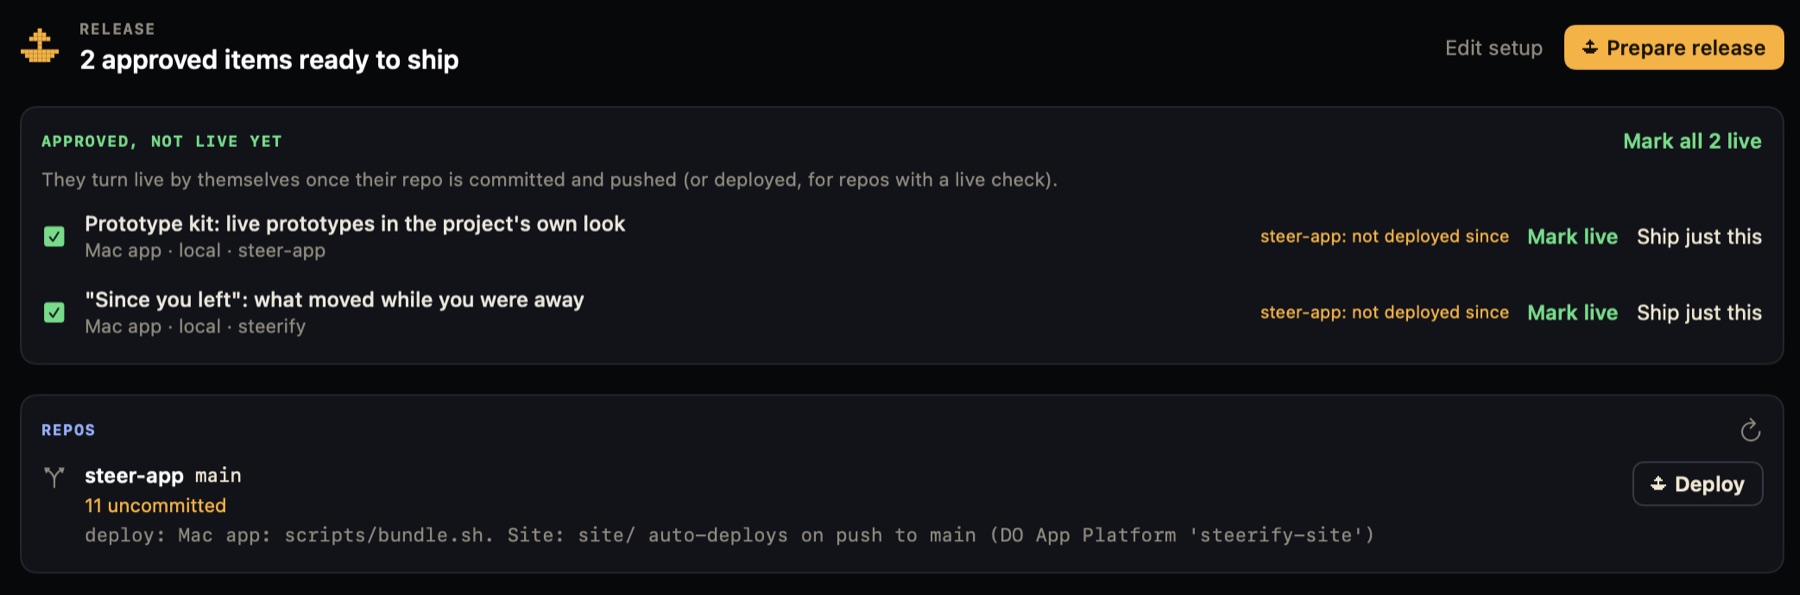 RELEASE
2 approved items ready to ship
Edit setup
Prepare release
APPROVED, NOT LIVE YET
Mark all 2 live
They turn live by themselves once their repo is committed and pushed (or deployed, for repos with a live check).
Prototype kit: live prototypes in the project's own look
Mac app · local · steer-app
steer-app: not deployed since
Mark live
Ship just this
"Since you left": what moved while you were away
Mac app · local · steerify
steer-app: not deployed since
Mark live
Ship just this
REPOS
steer-app main
11 uncommitted
deploy: Mac app: scripts/bundle.sh. Site: site/ auto-deploys on push to main (DO App Platform 'steerify-site')
Deploy